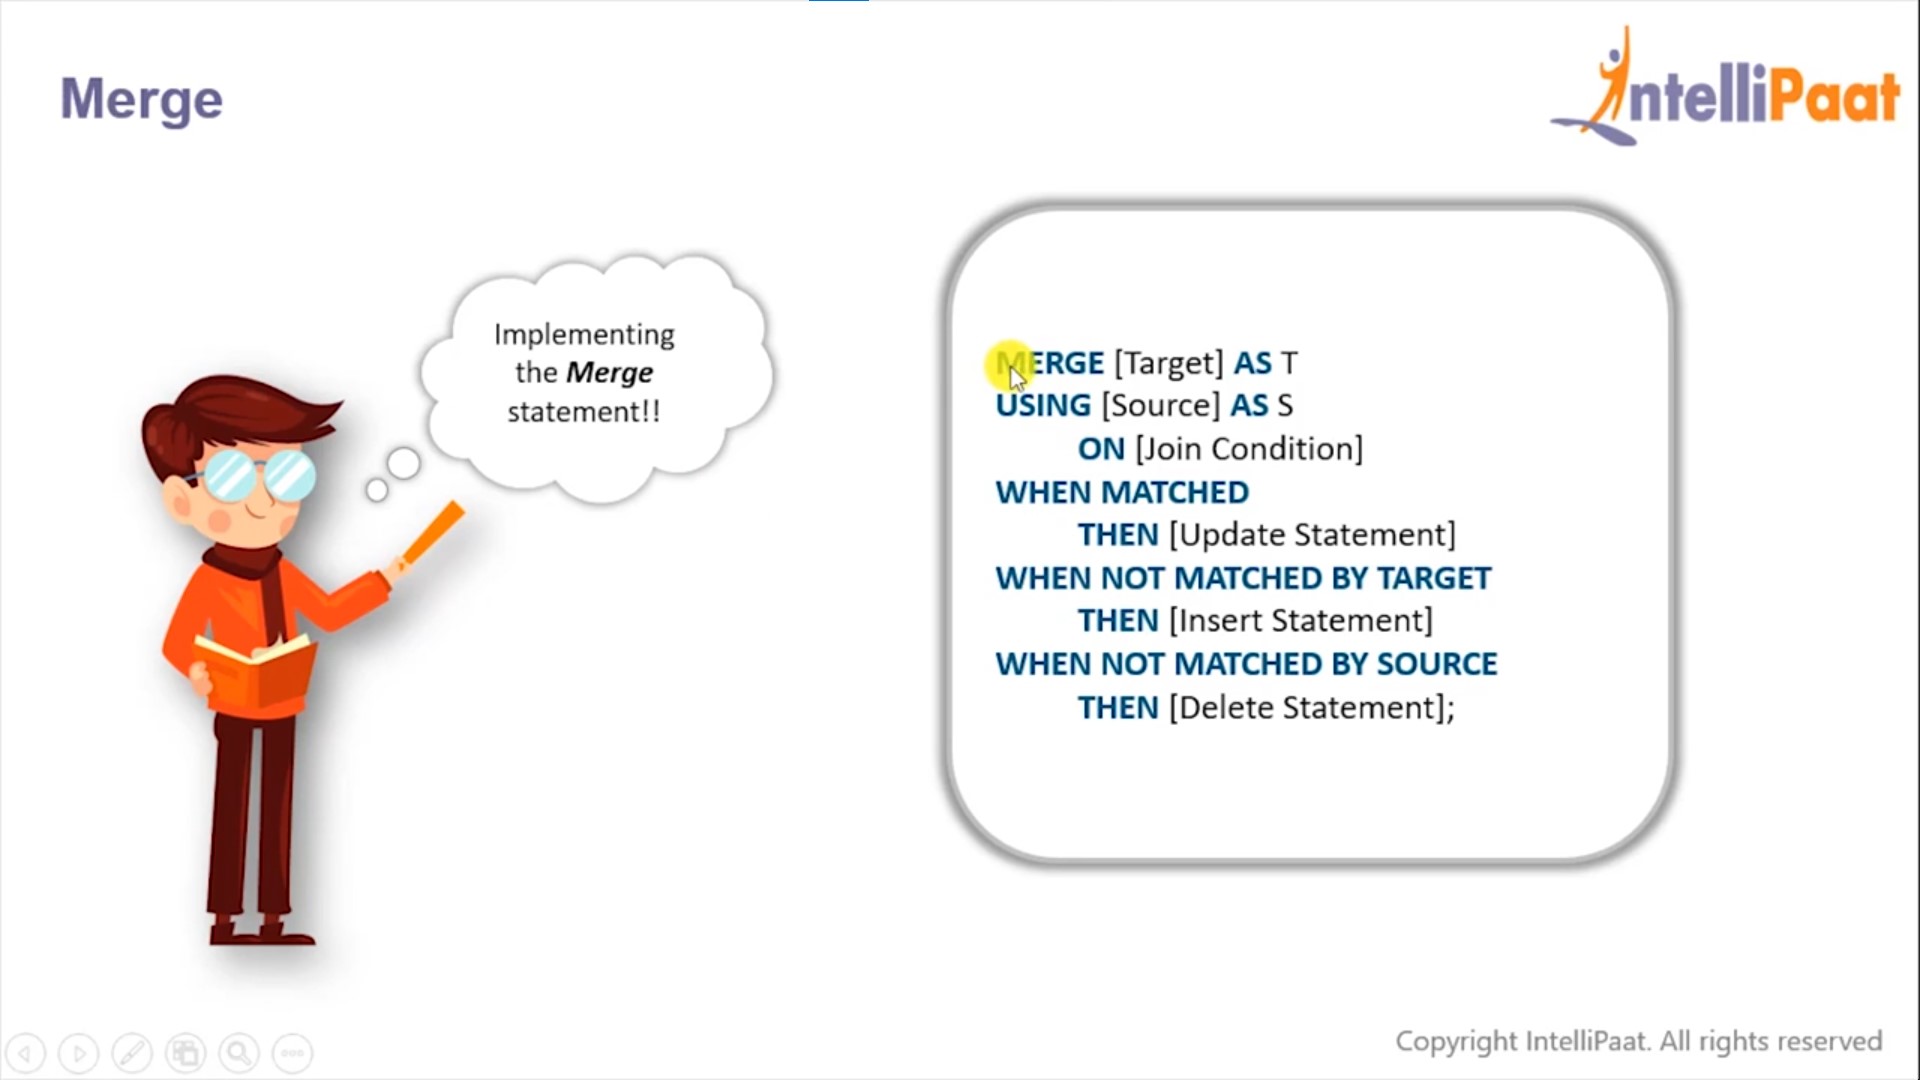 Merge
IntelliPaat
Implementing
the Merge
statement!!
MERGE [Target] AS T
USING [Source] AS S
ON [Join Condition]
WHEN MATCHED
THEN [Update Statement]
WHEN NOT MATCHED BY TARGET
THEN [Insert Statement]
WHEN NOT MATCHED BY SOURCE
THEN [Delete Statement];
Copyright IntelliPaat. All rights reserved